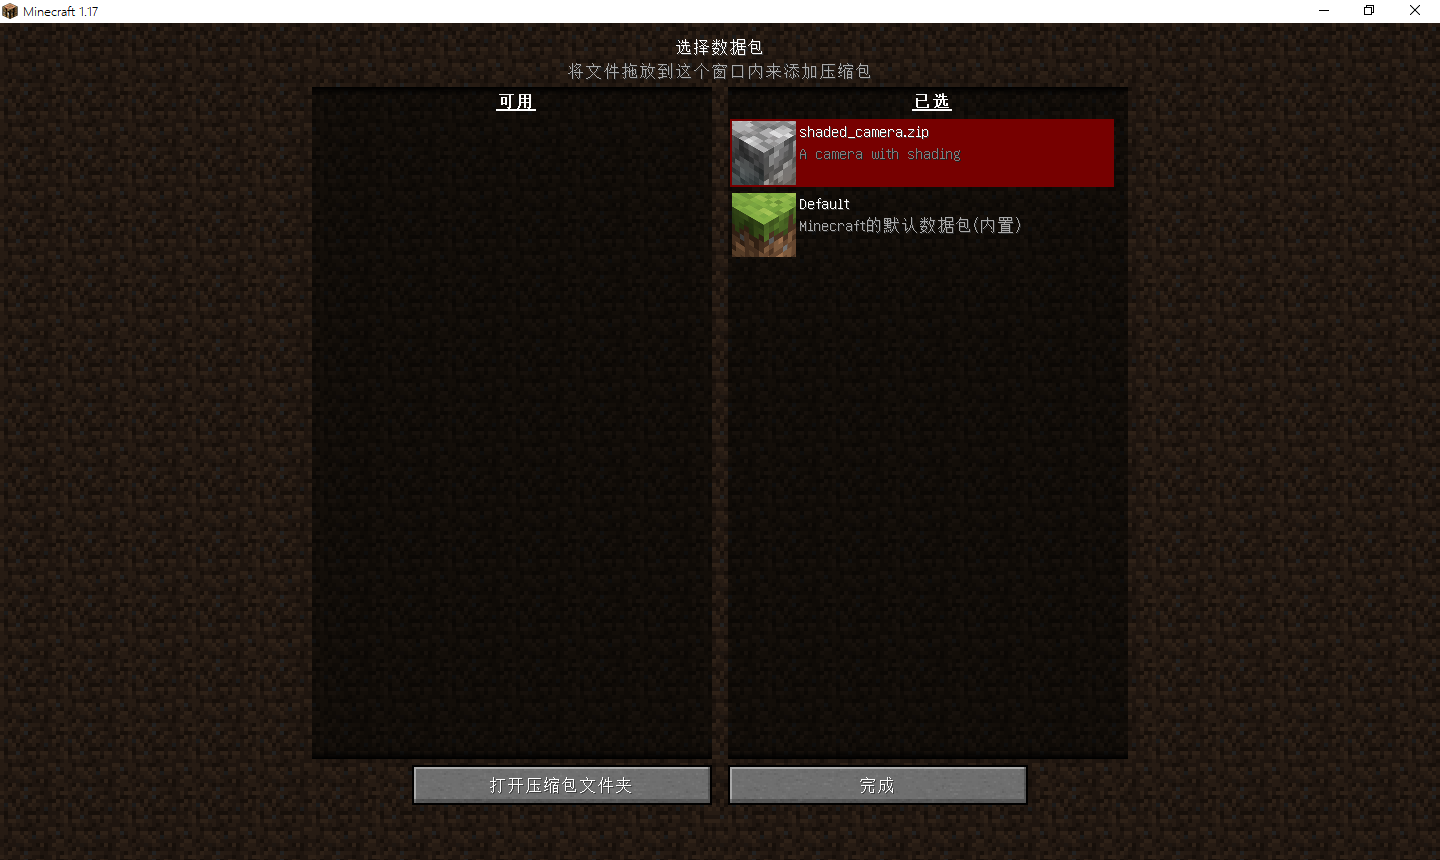 Minecraft 1.17
选择数据包
将文件拖放到这个窗口内来添加压缩包
可用
已选
shaded_camera.zip
A camera with shading
Default
Minecraft的默认数据包(内置)
打开压缩包文件夹
完成